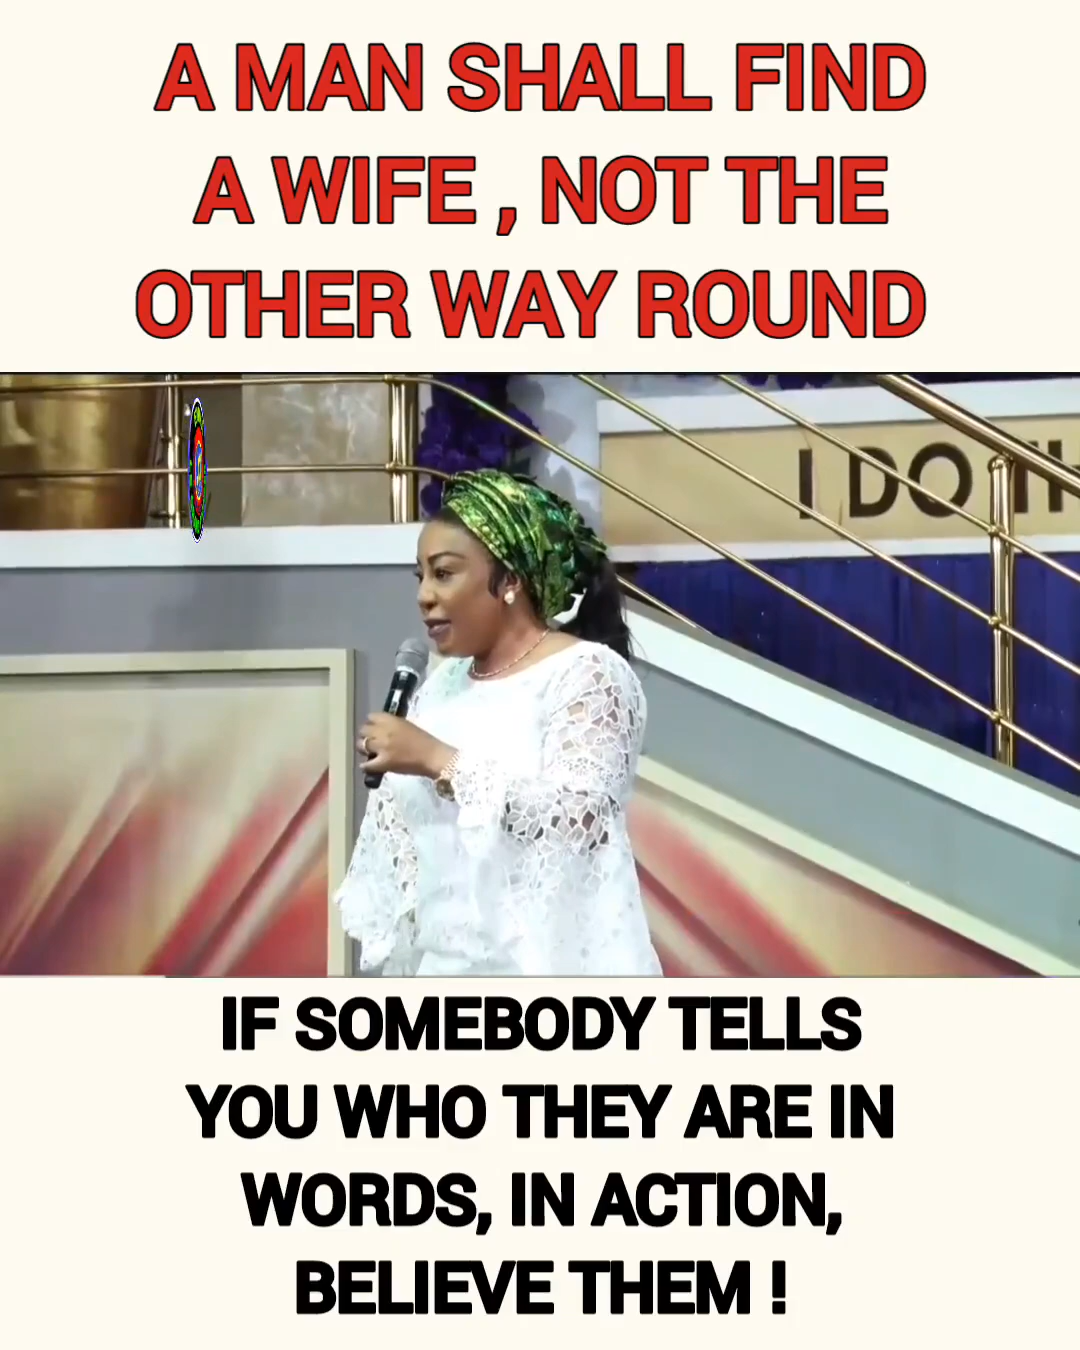 A MAN SHALL FIND
A WIFE , NOT THE
OTHER WAY ROUND
I DO
IF SOMEBODY TELLS
YOU WHO THEY ARE IN
WORDS, IN ACTION,
BELIEVE THEM !